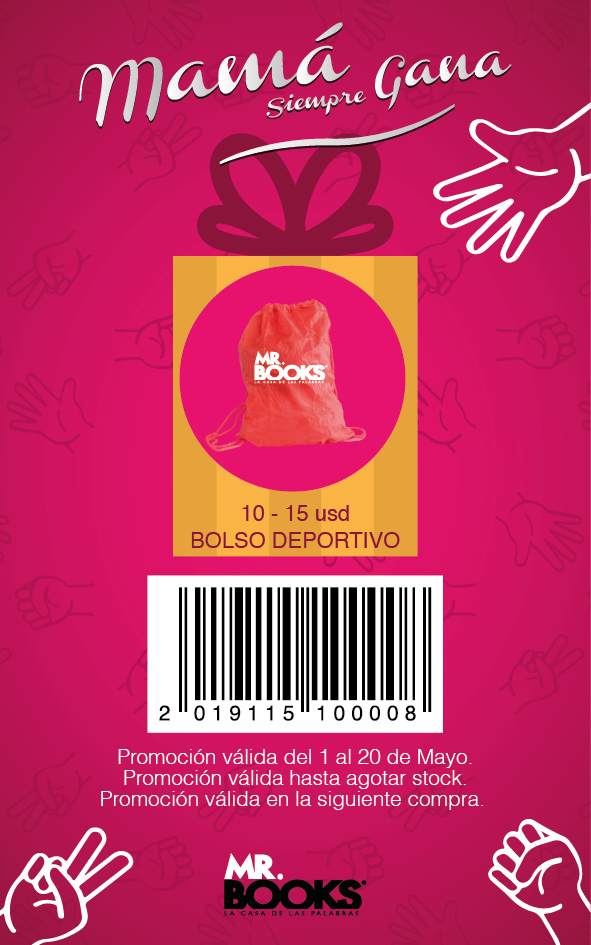 Mamá
Siempre Gana
MR.
BOOKS
LA CASA DE LAS PALABRAS
10 - 15 usd
BOLSO DEPORTIVO
2 019115 100008
Promoción válida del 1 al 20 de Mayo.
Promoción válida hasta agotar stock.
Promoción válida en la siguiente compra.
MR.
BOOKS
LA CASA DE LAS PALABRAS